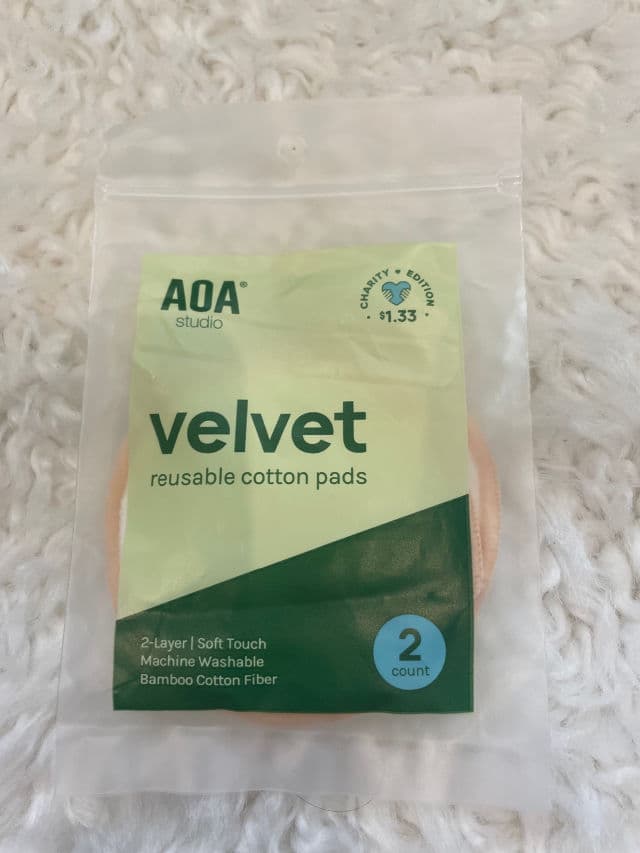 AOA®
studio
CHARITY ♥ EDITION
• $1.33 •
velvet
reusable cotton pads
2-Layer | Soft Touch
Machine Washable
Bamboo Cotton Fiber
2
count